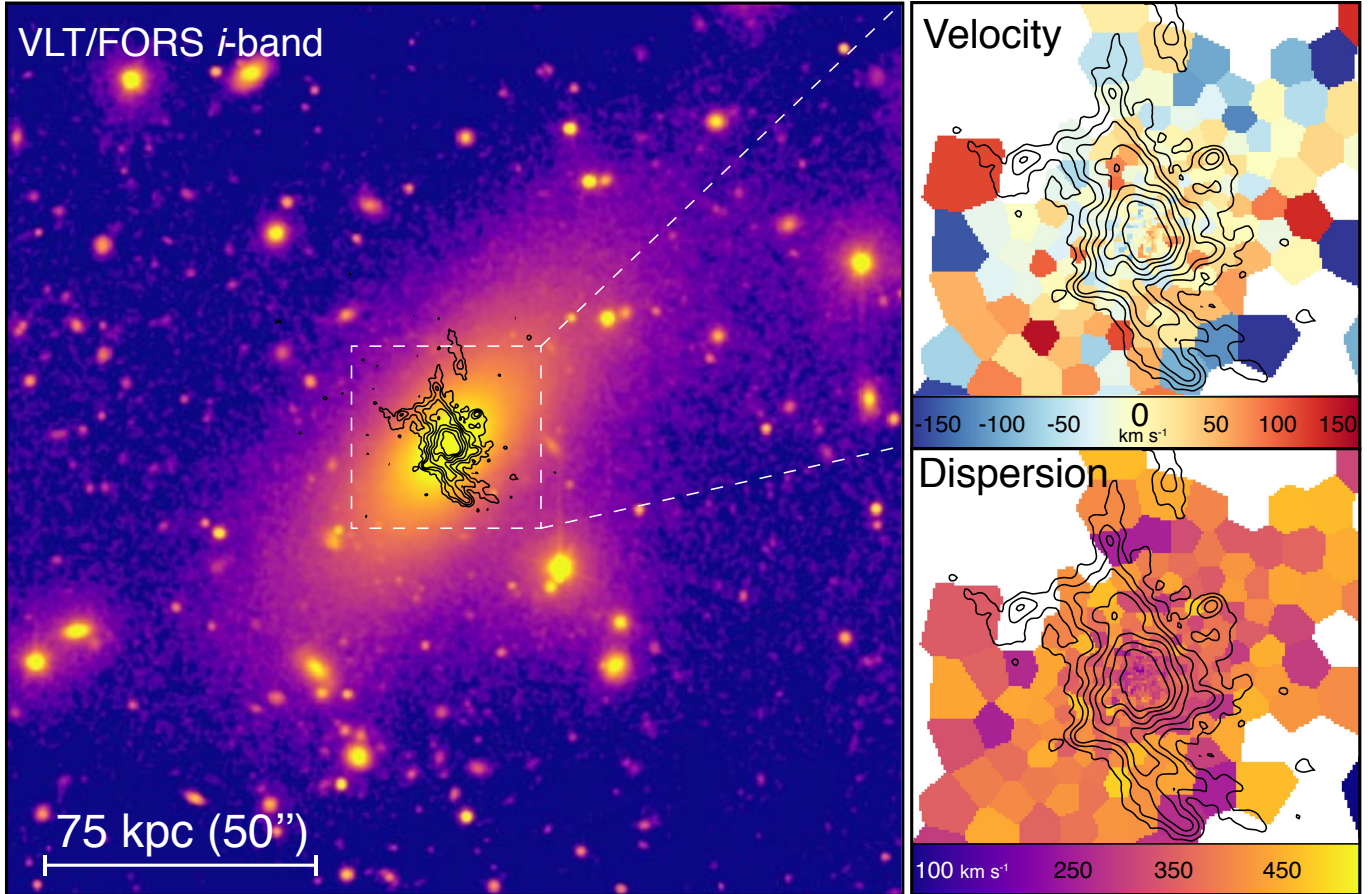 VLT/FORS i-band
75 kpc (50”)
Velocity
-150 -100 -50 0 50 100 150
km s-1
Dispersion
100 km s-1 250 350 450